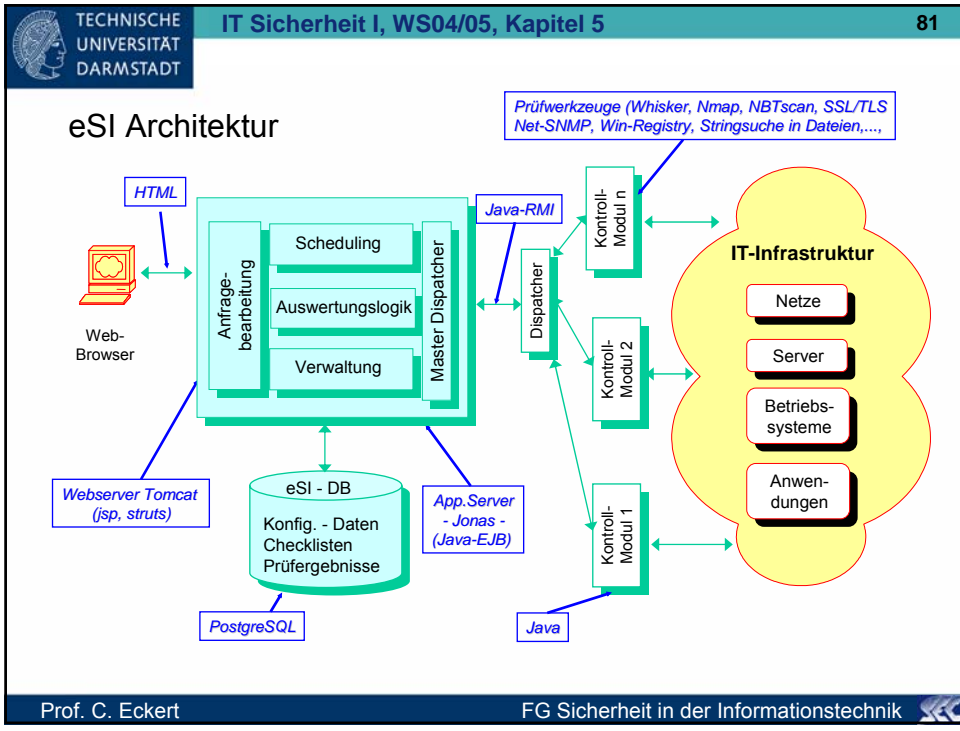 TECHNISCHE
UNIVERSITÄT
DARMSTADT
IT Sicherheit I, WS04/05, Kapitel 5
81
eSI Architektur
Prüfwerkzeuge (Whisker, Nmap, NBTscan, SSL/TLS
Net-SNMP, Win-Registry, Stringsuche in Dateien,...,
HTML
Java-RMI
Web-
Browser
Anfrage-
bearbeitung
Scheduling
Auswertungslogik
Verwaltung
Master Dispatcher
Dispatcher
Kontroll-
Modul n
Kontroll-
Modul 2
Kontroll-
Modul 1
IT-Infrastruktur
Netze
Server
Betriebs-
systeme
Anwen-
dungen
Webserver Tomcat
(jsp, struts)
eSI - DB
Konfig. - Daten
Checklisten
Prüfergebnisse
App.Server
- Jonas -
(Java-EJB)
PostgreSQL
Java
Prof. C. Eckert
FG Sicherheit in der Informationstechnik
SEC